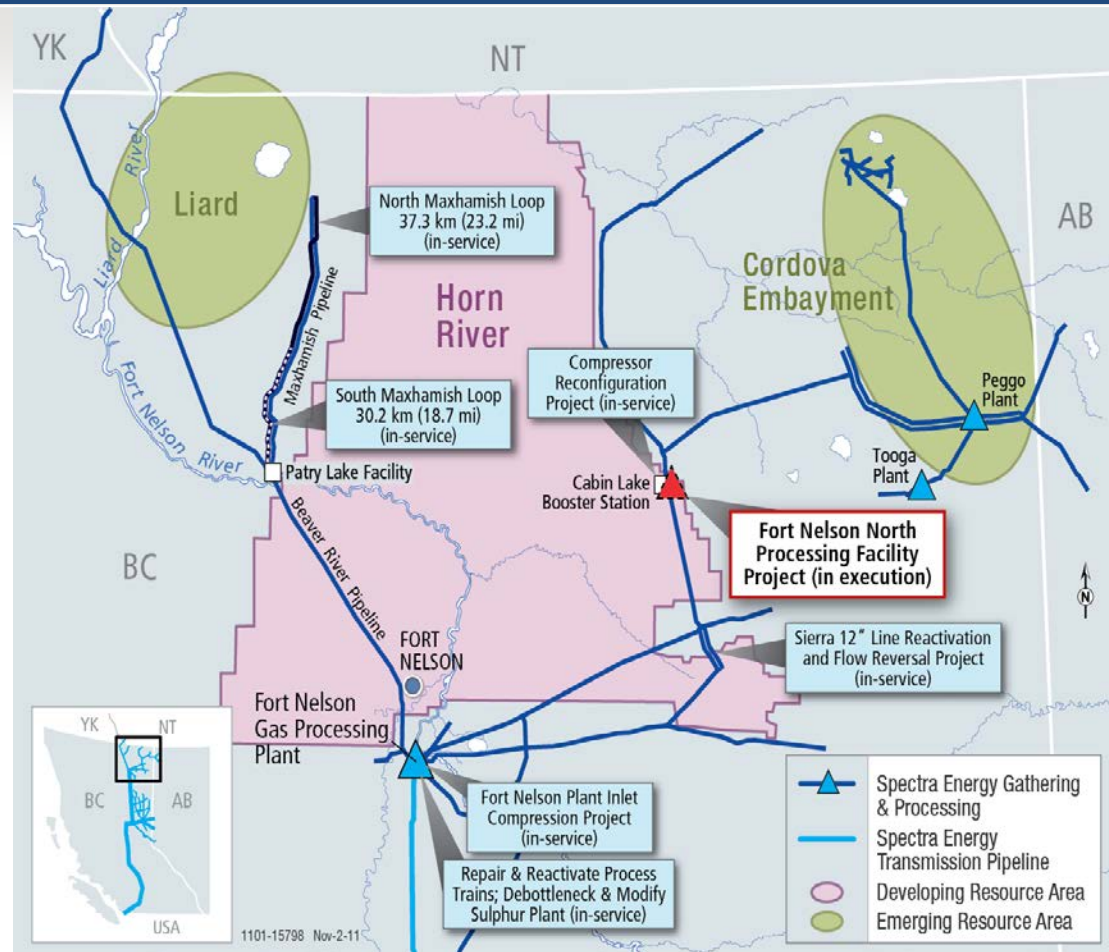 YK
NT
AB
BC
Liard River
Liard
Fort Nelson River
North Maxhamish Loop
37.3 km (23.2 mi)
(in-service)
Maxhamish Pipeline
Horn
River
Cordova
Embayment
Compressor
Reconfiguration
Project (in-service)
Peggo
Plant
Tooga
Plant
South Maxhamish Loop
30.2 km (18.7 mi)
(in-service)
Patry Lake Facility
Cabin Lake
Booster Station
Fort Nelson North
Processing Facility
Project (in execution)
N
Beaver River Pipeline
FORT
NELSON
Sierra 12" Line Reactivation
and Flow Reversal Project
(in-service)
Fort Nelson
Gas Processing
Plant
Fort Nelson Plant Inlet
Compression Project
(in-service)
Repair & Reactivate Process
Trains; Debottleneck & Modify
Sulphur Plant (in-service)
YK
NT
BC
AB
USA
1101-15798 Nov-2-11
Spectra Energy Gathering
& Processing
Spectra Energy
Transmission Pipeline
Developing Resource Area
Emerging Resource Area